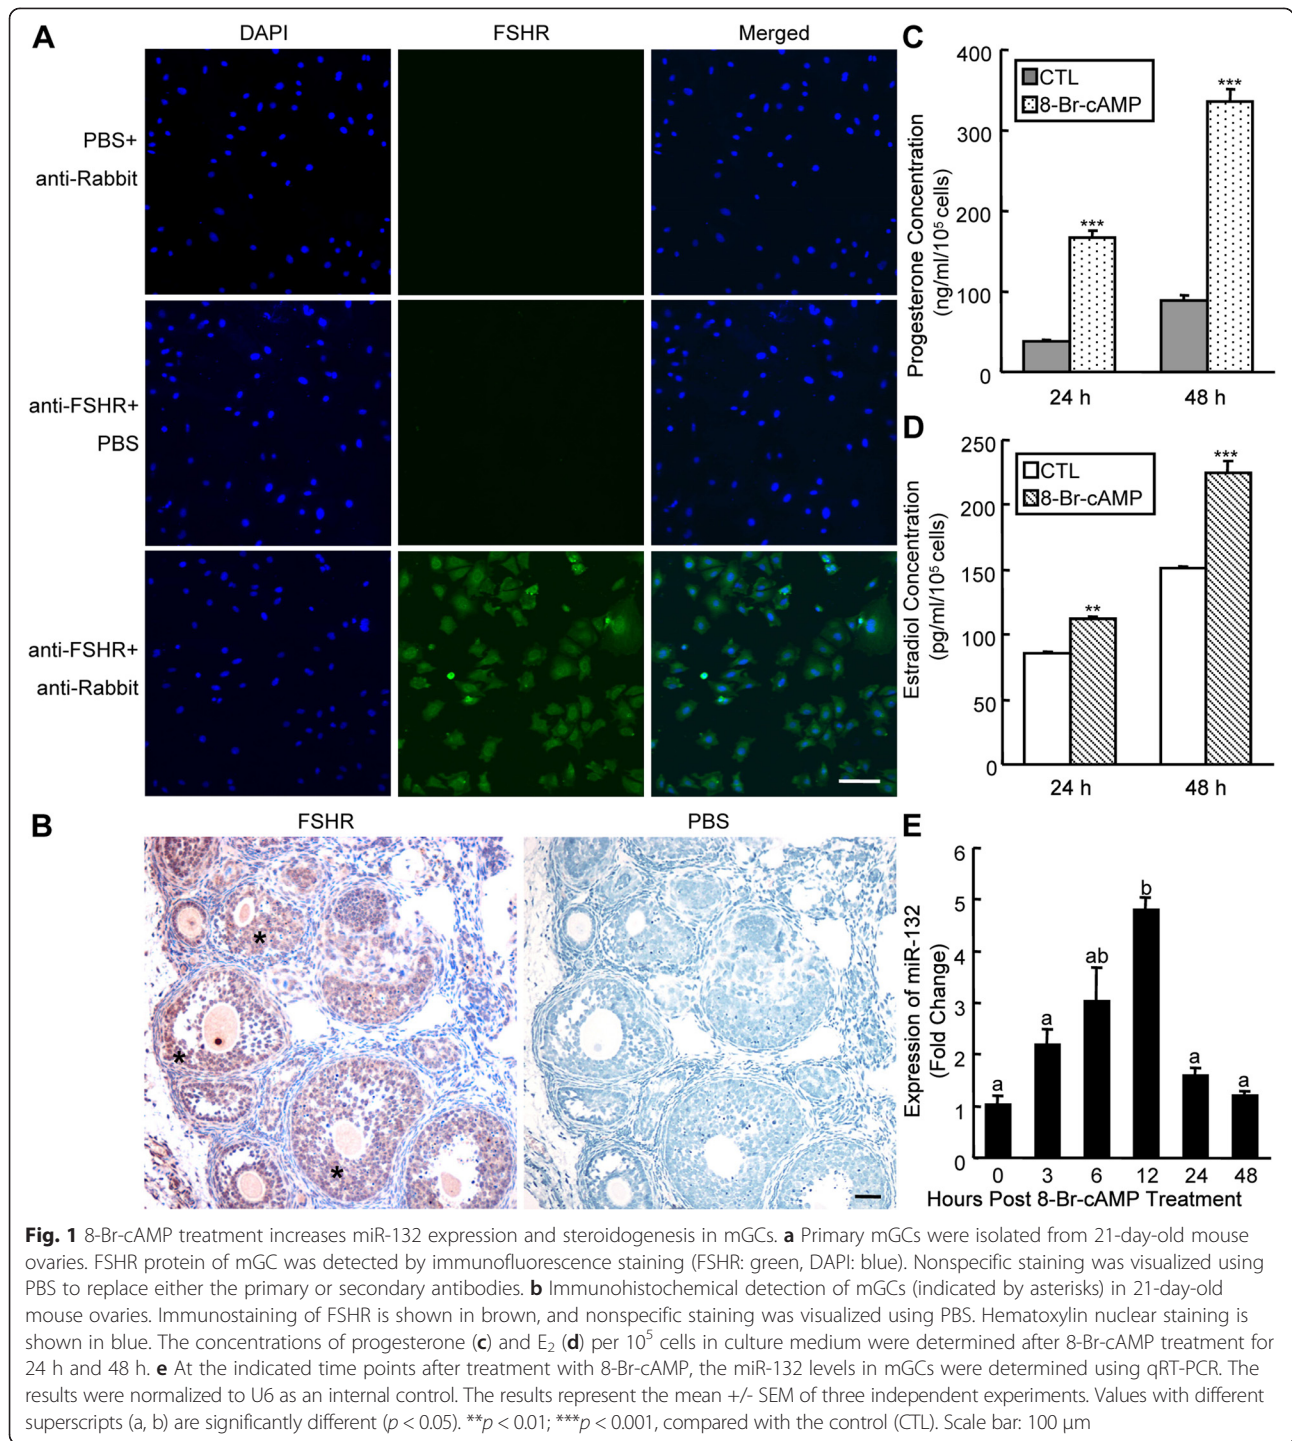 A
DAPI
FSHR
Merged
PBS+
anti-Rabbit
anti-FSHR+
PBS
anti-FSHR+
anti-Rabbit
B
FSHR
PBS
*
*
*
C
Progesterone Concentration
(ng/ml/10⁵ cells)
400
300
200
100
0
CTL
8-Br-cAMP
***
***
24 h
48 h
D
Estradiol Concentration
(pg/ml/10⁵ cells)
250
200
150
100
50
0
CTL
8-Br-cAMP
**
***
24 h
48 h
E
Expression of miR-132
(Fold Change)
6
5
4
3
2
1
0
a
a
ab
b
a
a
0
3
6
12
24
48
Hours Post 8-Br-cAMP Treatment
Fig. 1 8-Br-cAMP treatment increases miR-132 expression and steroidogenesis in mGCs. a Primary mGCs were isolated from 21-day-old mouse
ovaries. FSHR protein of mGC was detected by immunofluorescence staining (FSHR: green, DAPI: blue). Nonspecific staining was visualized using
PBS to replace either the primary or secondary antibodies. b Immunohistochemical detection of mGCs (indicated by asterisks) in 21-day-old
mouse ovaries. Immunostaining of FSHR is shown in brown, and nonspecific staining was visualized using PBS. Hematoxylin nuclear staining is
shown in blue. The concentrations of progesterone (c) and E₂ (d) per 10⁵ cells in culture medium were determined after 8-Br-cAMP treatment for
24 h and 48 h. e At the indicated time points after treatment with 8-Br-cAMP, the miR-132 levels in mGCs were determined using qRT-PCR. The
results were normalized to U6 as an internal control. The results represent the mean +/- SEM of three independent experiments. Values with different
superscripts (a, b) are significantly different (p < 0.05). **p < 0.01; ***p < 0.001, compared with the control (CTL). Scale bar: 100 μm